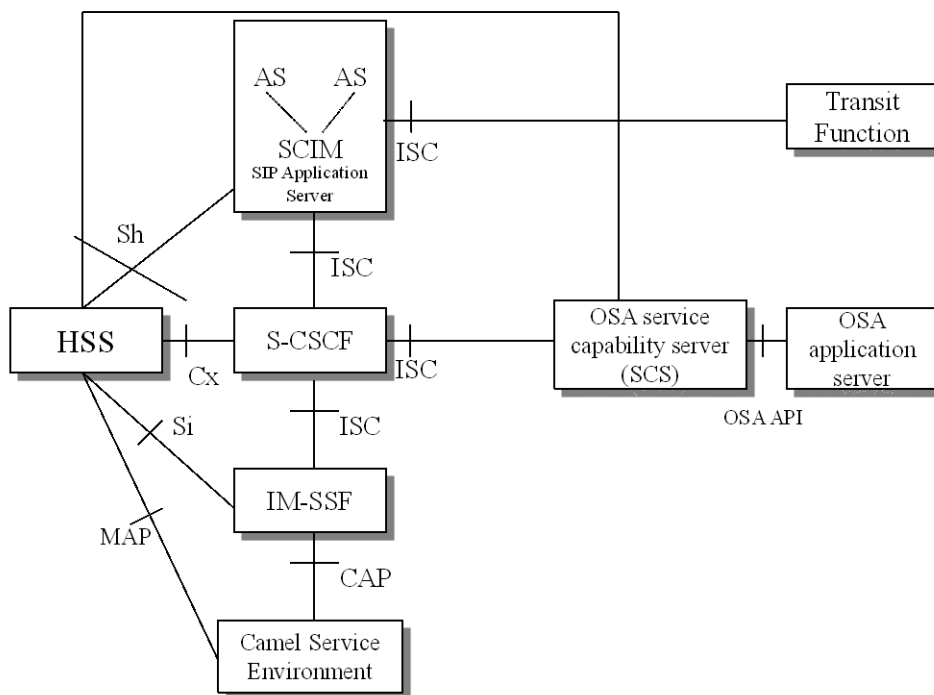 AS AS
SCIM
SIP Application
Server
ISC
Transit
Function
Sh
ISC
HSS
Cx
S-CSCF
ISC
OSA service
capability server
(SCS)
OSA API
OSA
application
server
Si
ISC
IM-SSF
MAP
CAP
Camel Service
Environment